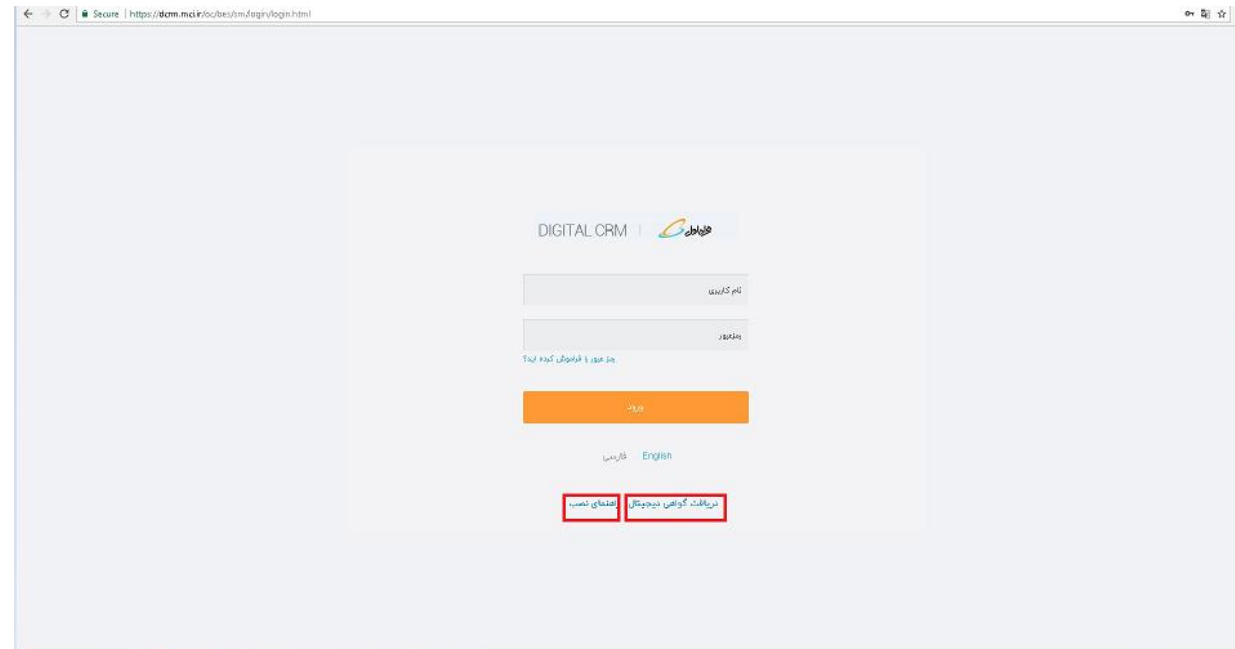 Secure | https://dcrm.mci.ir/oc/bes/sm/login/login.html
DIGITAL CRM | همراه اول
نام کاربری
رمزعبور
رمز عبور را فراموش کرده اید؟
ورود
فارسی English
دریافت گواهی دیجیتال راهنمای نصب